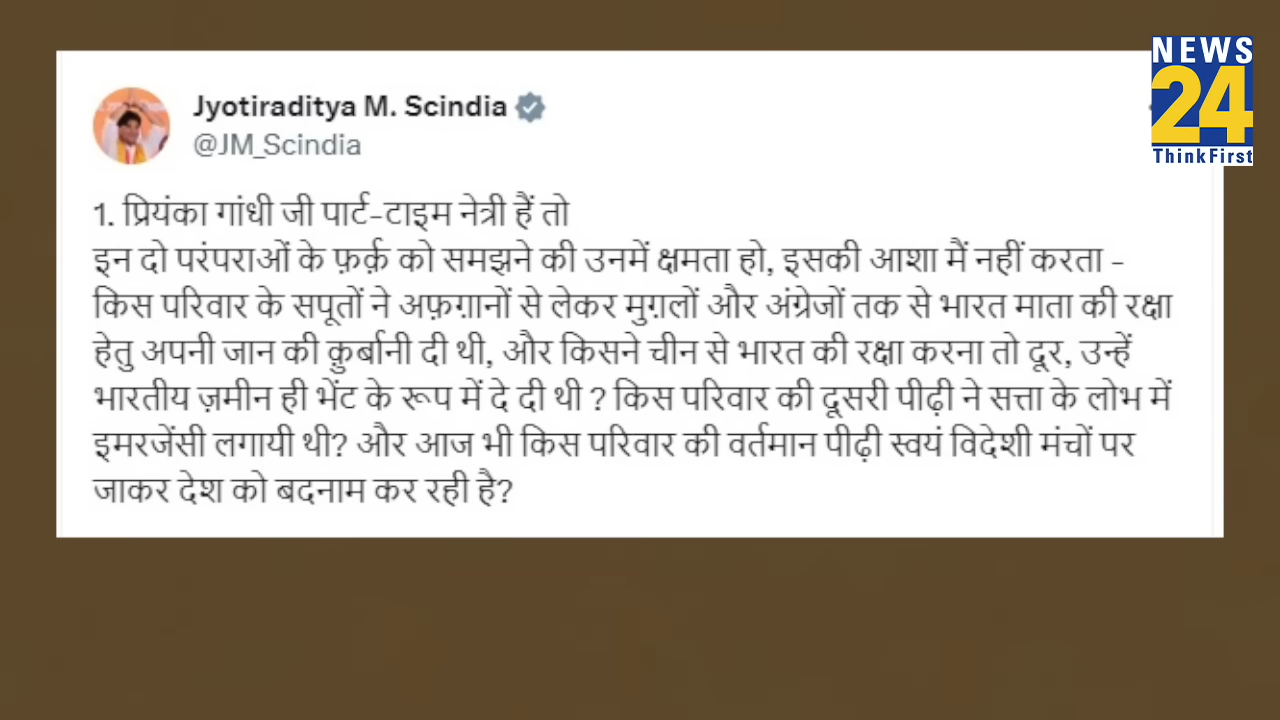 NEWS
24
ThinkFirst
Jyotiraditya M. Scindia
@JM_Scindia
1. प्रियंका गांधी जी पार्ट-टाइम नेत्री हैं तो
इन दो परंपराओं के फ़र्क़ को समझने की उनमें क्षमता हो, इसकी आशा मैं नहीं करता -
किस परिवार के सपूतों ने अफ़ग़ानों से लेकर मुग़लों और अंग्रेजों तक से भारत माता की रक्षा
हेतु अपनी जान की क़ुर्बानी दी थी, और किसने चीन से भारत की रक्षा करना तो दूर, उन्हें
भारतीय ज़मीन ही भेंट के रूप में दे दी थी ? किस परिवार की दूसरी पीढ़ी ने सत्ता के लोभ में
इमरजेंसी लगायी थी? और आज भी किस परिवार की वर्तमान पीढ़ी स्वयं विदेशी मंचों पर
जाकर देश को बदनाम कर रही है?